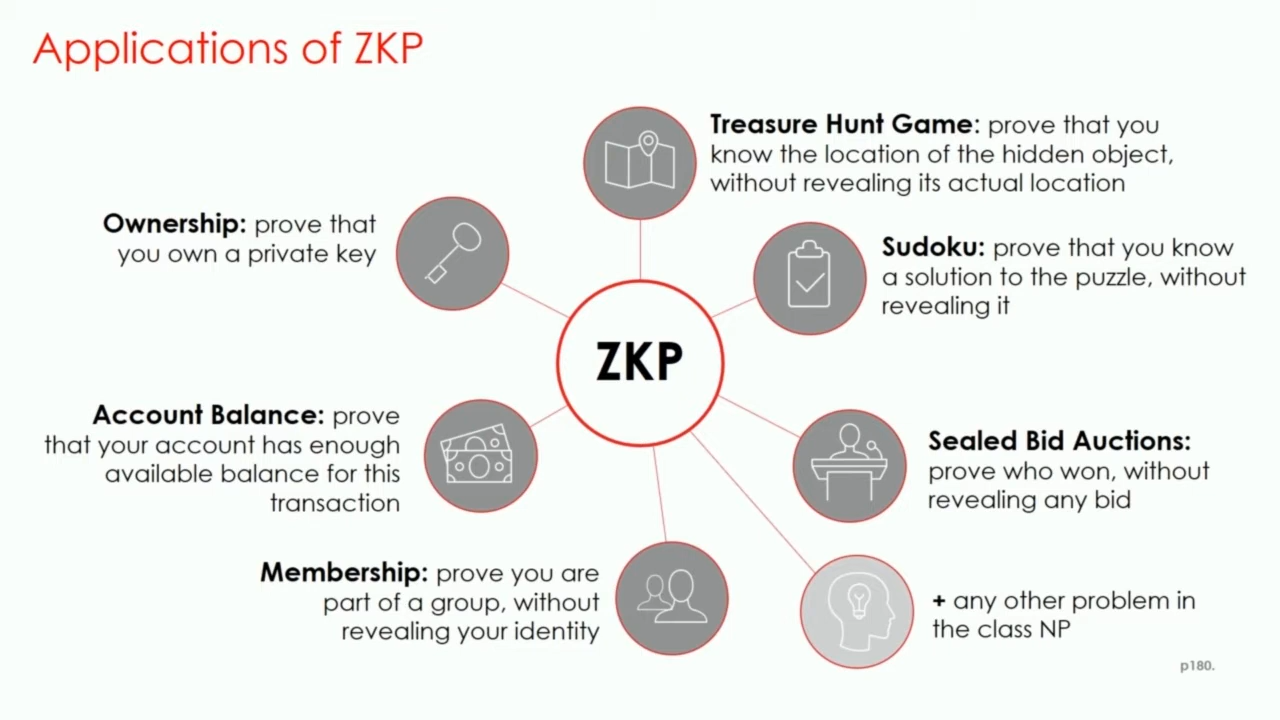 Applications of ZKP
Treasure Hunt Game: prove that you
know the location of the hidden object,
without revealing its actual location
Ownership: prove that
you own a private key
Sudoku: prove that you know
a solution to the puzzle, without
revealing it
ZKP
Account Balance: prove
that your account has enough
available balance for this
transaction
Sealed Bid Auctions:
prove who won, without
revealing any bid
Membership: prove you are
part of a group, without
revealing your identity
+ any other problem in
the class NP
p180.